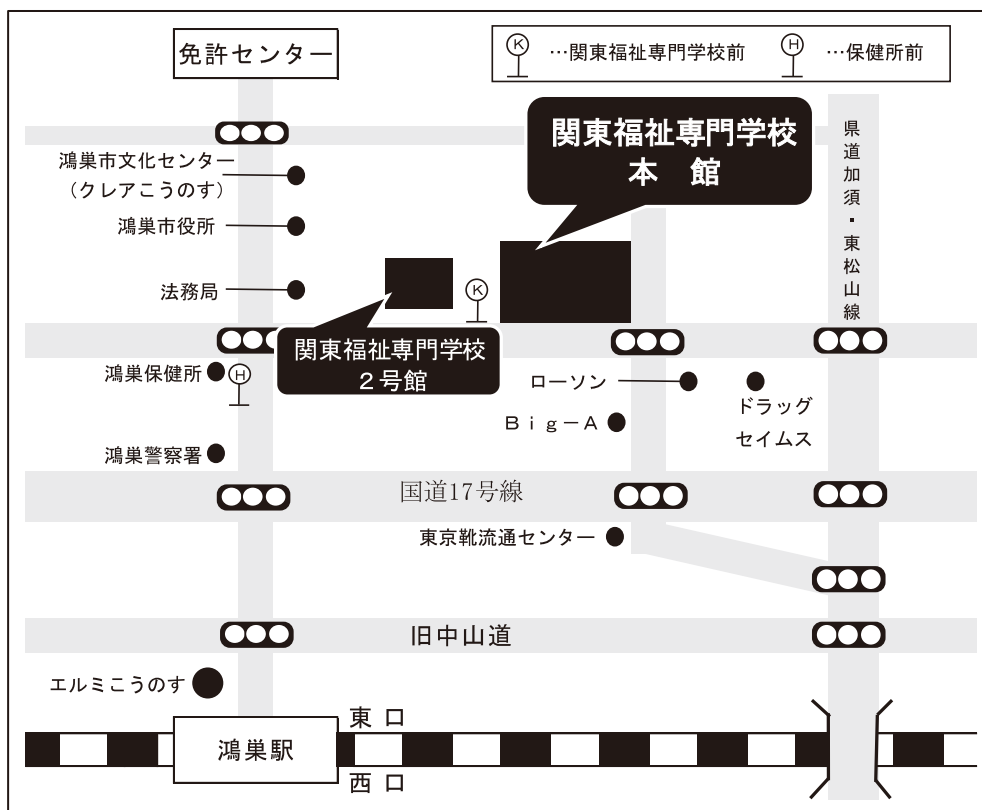 免許センター
Ⓚ …関東福祉専門学校前
Ⓗ …保健所前
関東福祉専門学校
本 館
県道加須・東松山線
鴻巣市文化センター
(クレアこうのす)
鴻巣市役所
法務局
Ⓚ
関東福祉専門学校
2号館
鴻巣保健所
Ⓗ
ローソン
ドラッグ
セイムス
Big-A
鴻巣警察署
国道17号線
東京靴流通センター
旧中山道
エルミこうのす
東口
鴻巣駅
西口